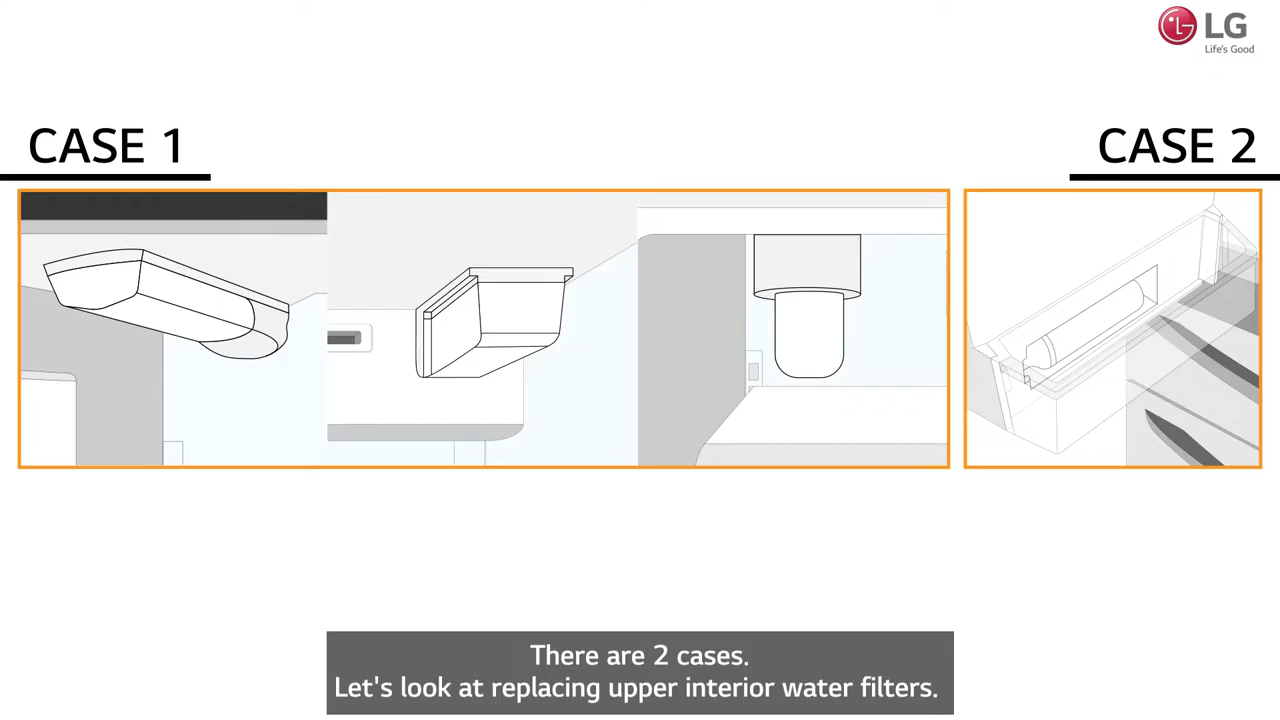 LG
Life's Good
CASE 1
CASE 2
There are 2 cases.
Let's look at replacing upper interior water filters.